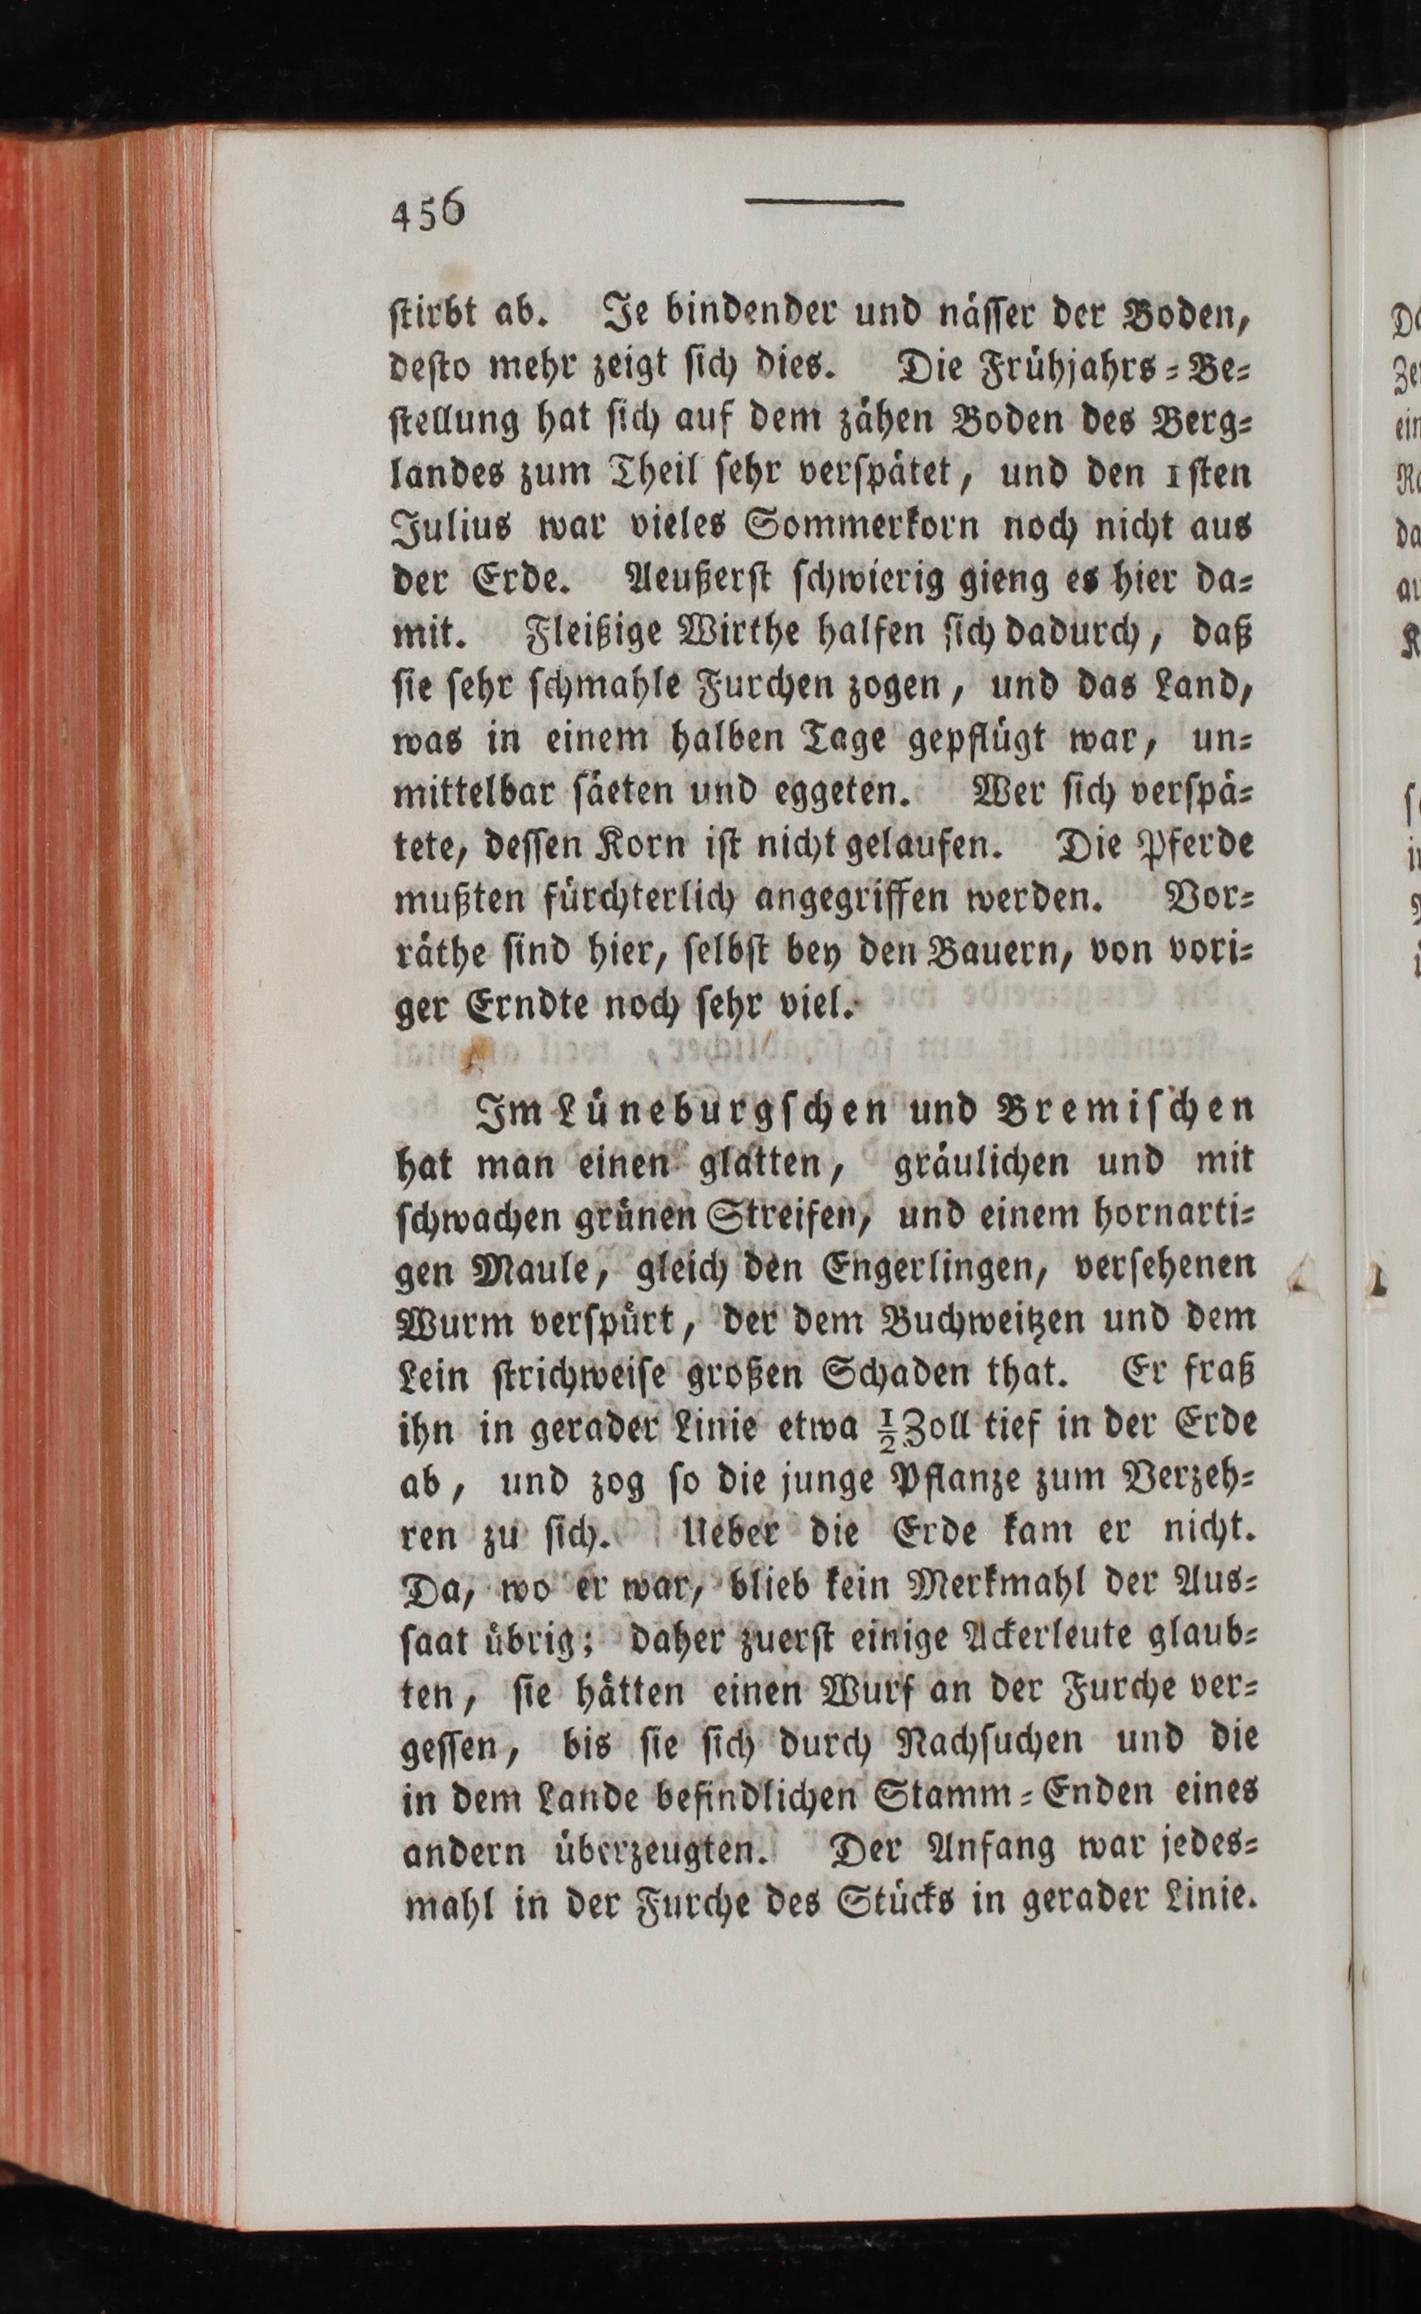 456
stirbt ab. Je bindender und nässer der Boden,
desto mehr zeigt sich dies. Die Frühjahrs-Be-
stellung hat sich auf dem zähen Boden des Berg-
landes zum Theil sehr verspätet, und den 1sten
Julius war vieles Sommerkorn noch nicht aus
der Erde. Aeußerst schwierig gieng es hier da-
mit. Fleißige Wirthe halfen sich dadurch, daß
sie sehr schmahle Furchen zogen, und das Land,
was in einem halben Tage gepflügt war, un-
mittelbar säeten und eggeten. Wer sich verspä-
tete, dessen Korn ist nicht gelaufen. Die Pferde
mußten fürchterlich angegriffen werden. Vor-
räthe sind hier, selbst bey den Bauern, von vori-
ger Erndte noch sehr viel.
Im Lüneburgschen und Bremischen
hat man einen glatten, gräulichen und mit
schwachen grünen Streifen, und einem hornarti-
gen Maule, gleich den Engerlingen, versehenen
Wurm verspürt, der dem Buchweitzen und dem
Lein strichweise großen Schaden that. Er fraß
ihn in gerader Linie etwa ½ Zoll tief in der Erde
ab, und zog so die junge Pflanze zum Verzeh-
ren zu sich. Ueber die Erde kam er nicht.
Da, wo er war, blieb kein Merkmahl der Aus-
saat übrig; daher zuerst einige Ackerleute glaub-
ten, sie hätten einen Wurf an der Furche ver-
gessen, bis sie sich durch Nachsuchen und die
in dem Lande befindlichen Stamm-Enden eines
andern überzeugten. Der Anfang war jedes-
mahl in der Furche des Stücks in gerader Linie.